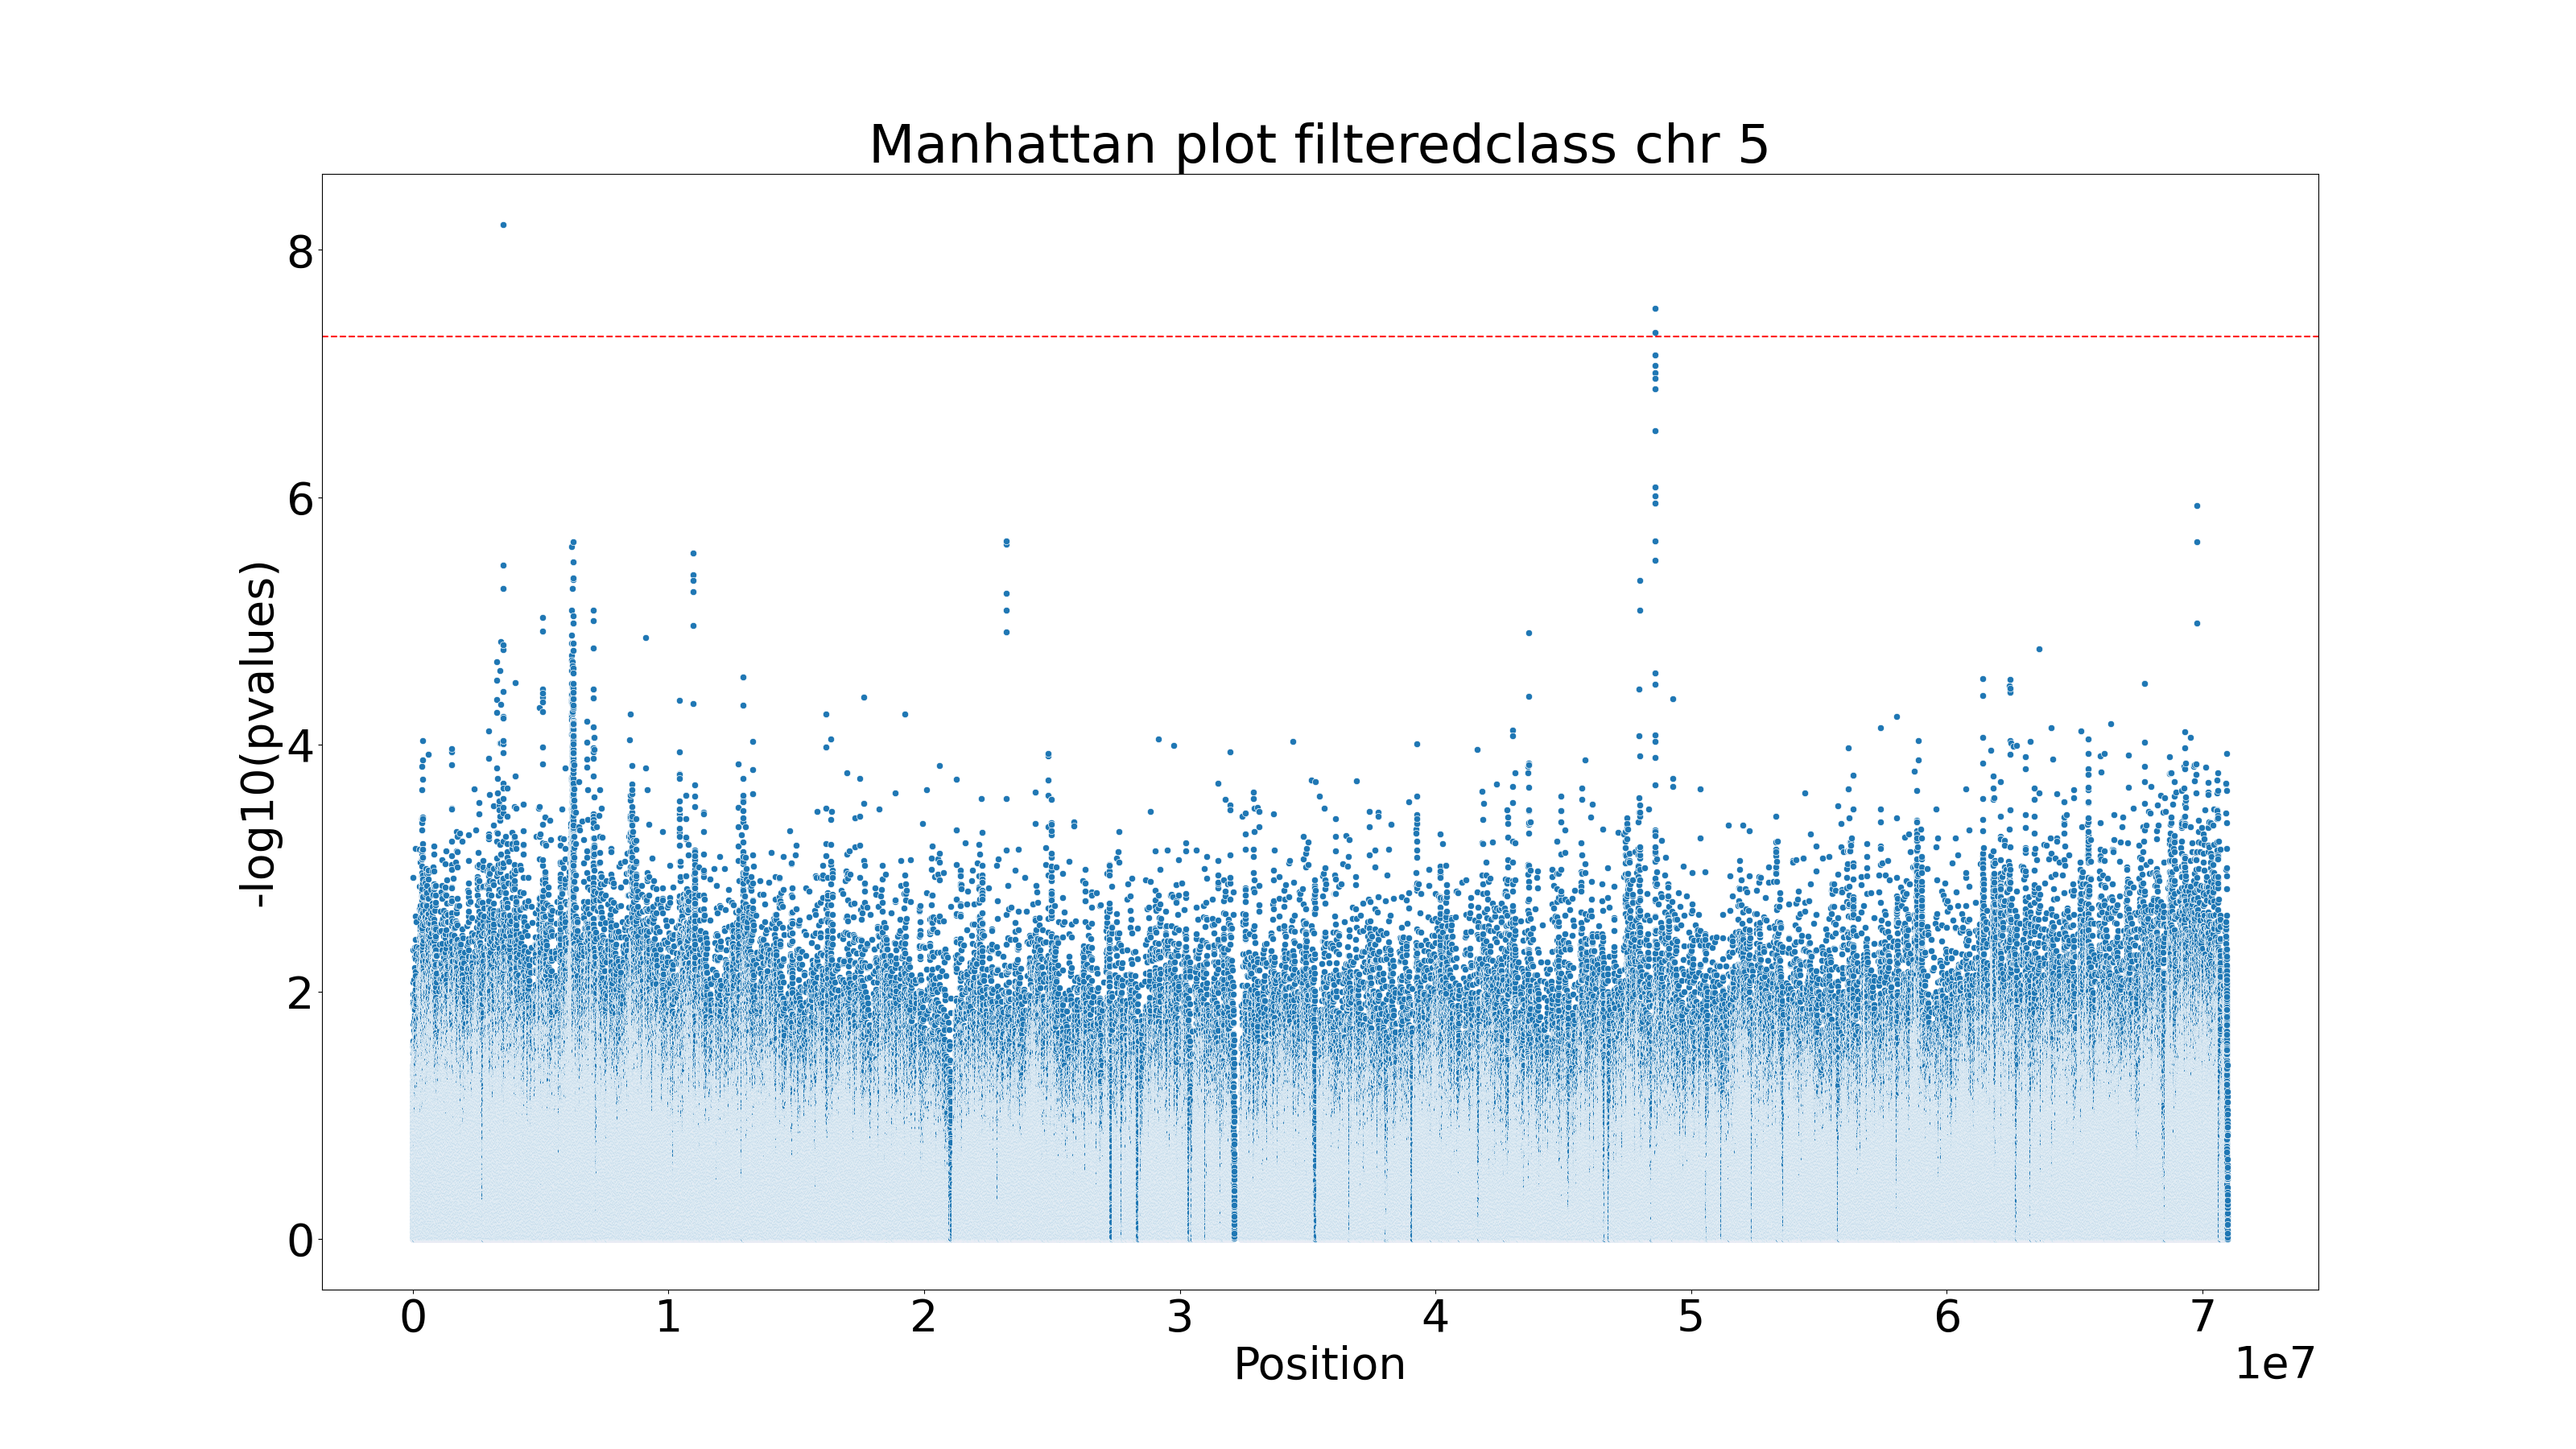 Manhattan plot filteredclass chr 5
-log10(pvalues)
8
6
4
2
0
0 1 2 3 4 5 6 7
1e7
Position